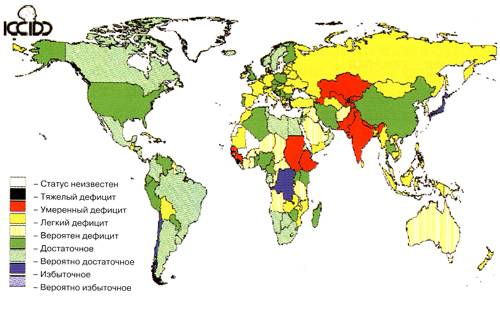 ICCIDD
– Статус неизвестен
– Тяжелый дефицит
– Умеренный дефицит
– Легкий дефицит
– Вероятен дефицит
– Достаточное
– Вероятно достаточное
– Избыточное
– Вероятно избыточное